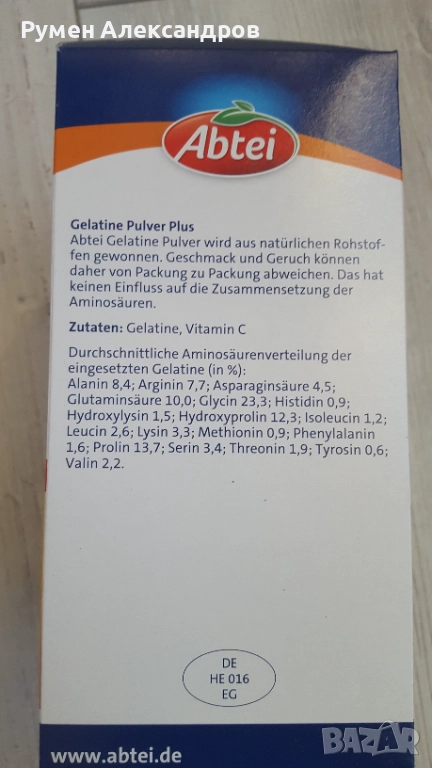 Румен Александров
Abtei
Gelatine Pulver Plus
Abtei Gelatine Pulver wird aus natürlichen Rohstof-
fen gewonnen. Geschmack und Geruch können
daher von Packung zu Packung abweichen. Das hat
keinen Einfluss auf die Zusammensetzung der
Aminosäuren.
Zutaten: Gelatine, Vitamin C
Durchschnittliche Aminosäurenverteilung der
eingesetzten Gelatine (in %):
Alanin 8,4; Arginin 7,7; Asparaginsäure 4,5;
Glutaminsäure 10,0; Glycin 23,3; Histidin 0,9;
Hydroxylysin 1,5; Hydroxyprolin 12,3; Isoleucin 1,2;
Leucin 2,6; Lysin 3,3; Methionin 0,9; Phenylalanin
1,6; Prolin 13,7; Serin 3,4; Threonin 1,9; Tyrosin 0,6;
Valin 2,2.
DE
HE 016
EG
www.abtei.de
BAZAR